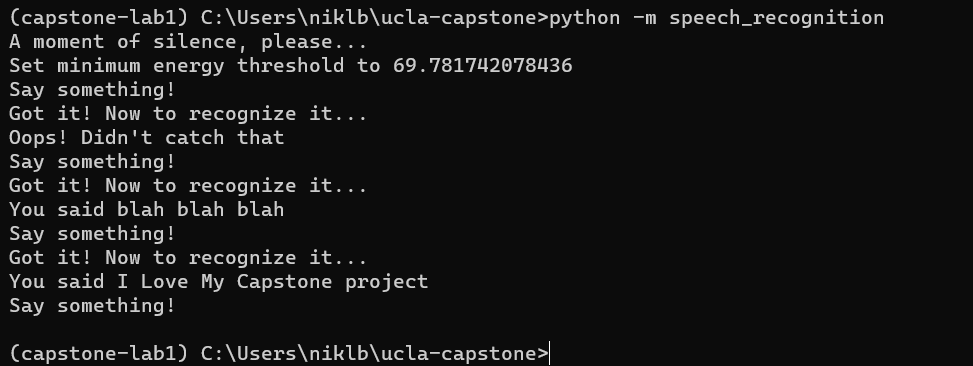 (capstone-lab1) C:\Users\niklb\ucla-capstone>python -m speech_recognition
A moment of silence, please...
Set minimum energy threshold to 69.781742078436
Say something!
Got it! Now to recognize it...
Oops! Didn't catch that
Say something!
Got it! Now to recognize it...
You said blah blah blah
Say something!
Got it! Now to recognize it...
You said I Love My Capstone project
Say something!
(capstone-lab1) C:\Users\niklb\ucla-capstone>